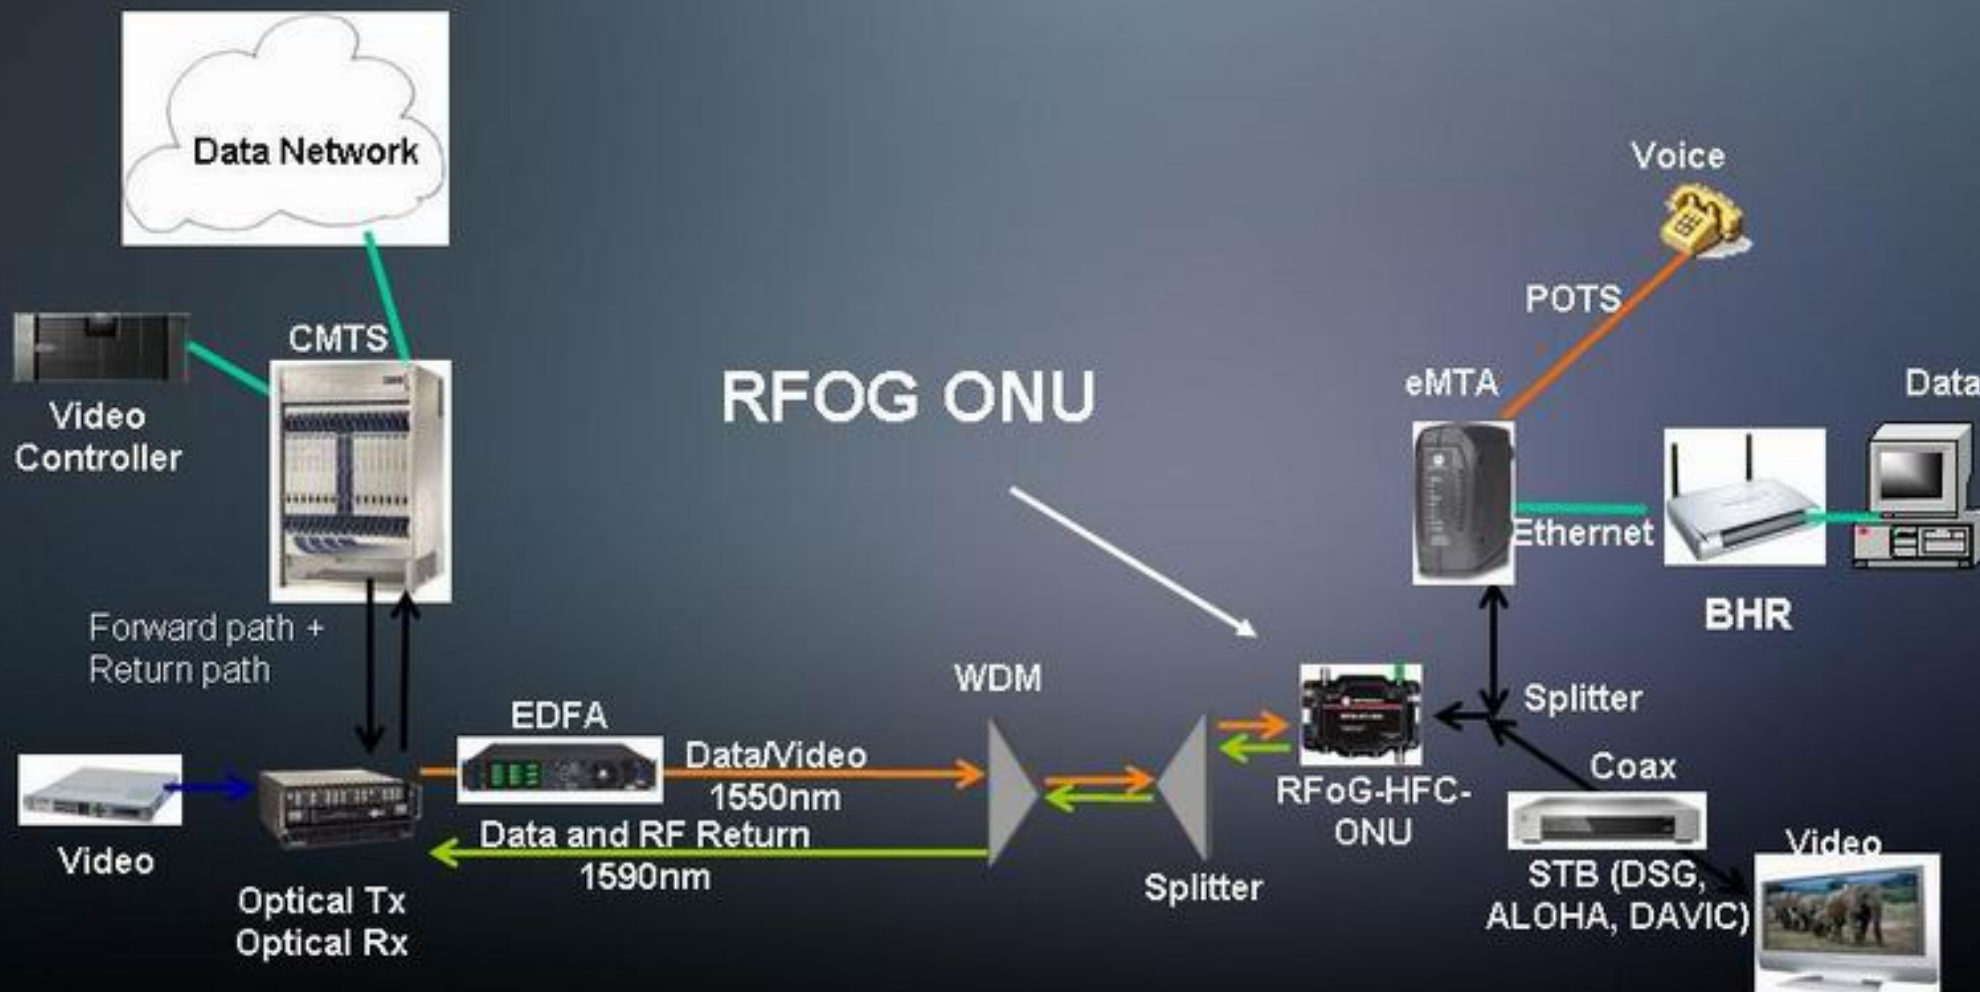 Data Network
Voice
POTS
CMTS
Video
Controller
RFOG ONU
eMTA
Data
Ethernet
BHR
Forward path +
Return path
WDM
EDFA
Data/Video
1550nm
Data and RF Return
1590nm
Video
Optical Tx
Optical Rx
Splitter
RFoG-HFC-
ONU
Splitter
Coax
STB (DSG,
ALOHA, DAVIC)
Video